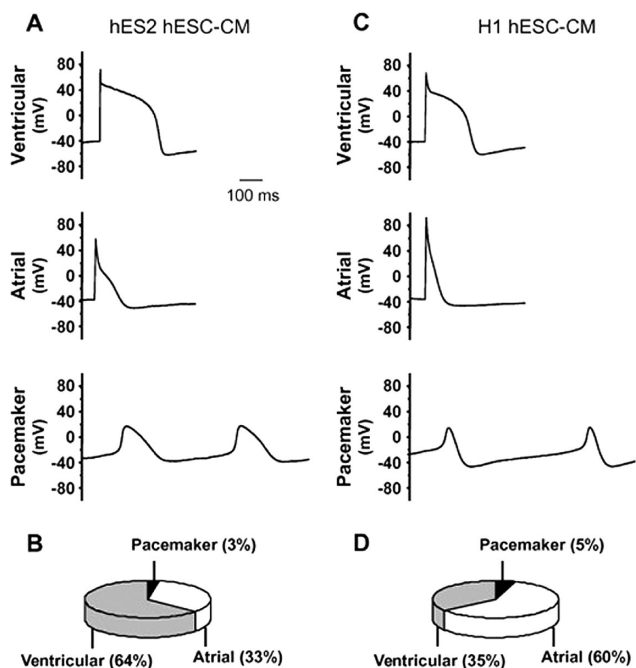 A hES2 hESC-CM
C H1 hESC-CM
Ventricular
(mV)
80
40
0
-40
-80
100 ms
Ventricular
(mV)
80
40
0
-40
-80
Atrial
(mV)
80
40
0
-40
-80
Atrial
(mV)
80
40
0
-40
-80
Pacemaker
(mV)
80
40
0
-40
-80
Pacemaker
(mV)
80
40
0
-40
-80
B
Pacemaker (3%)
Ventricular (64%)
Atrial (33%)
D
Pacemaker (5%)
Ventricular (35%)
Atrial (60%)